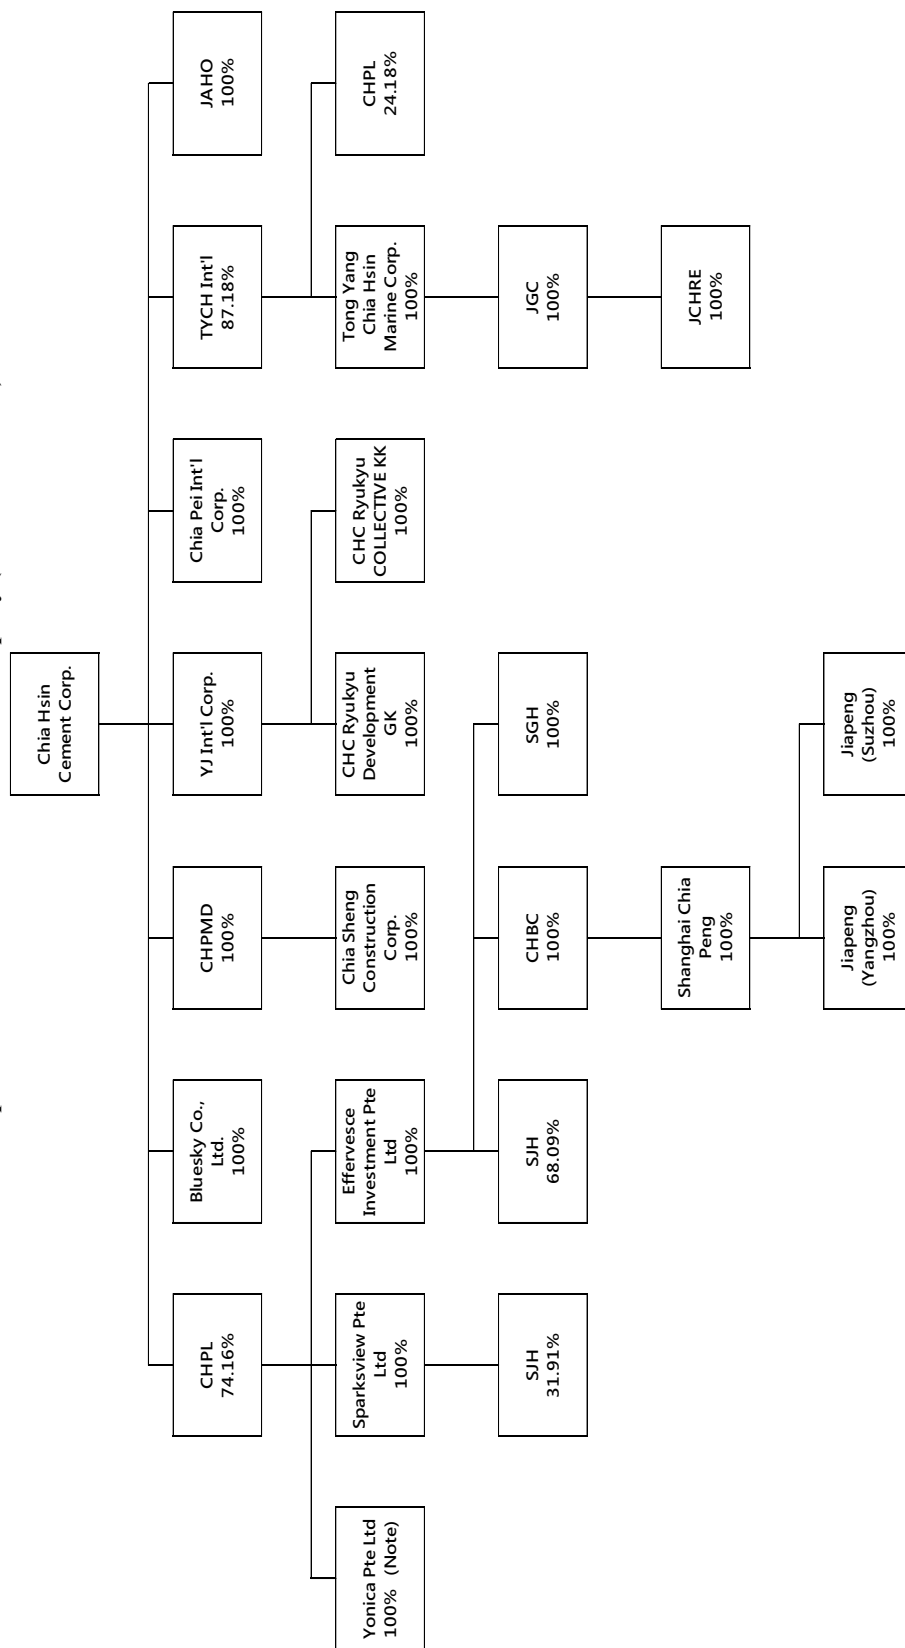 Chia Hsin
Cement Corp.
CHPL
74.16%
Bluesky Co.,
Ltd.
100%
CHPMD
100%
YJ Int'l Corp.
100%
Chia Pei Int'l
Corp.
100%
TYCH Int'l
87.18%
JAHO
100%
Yonica Pte Ltd
100% (Note)
Sparksview Pte
Ltd
100%
Effervesce
Investment Pte
Ltd
100%
Chia Sheng
Construction
Corp.
100%
CHC Ryukyu
Development
GK
100%
CHC Ryukyu
COLLECTIVE KK
100%
Tong Yang
Chia Hsin
Marine Corp.
100%
CHPL
24.18%
SJH
31.91%
SJH
68.09%
CHBC
100%
SGH
100%
JGC
100%
Shanghai Chia
Peng
100%
JCHRE
100%
Jiapeng
(Yangzhou)
100%
Jiapeng
(Suzhou)
100%